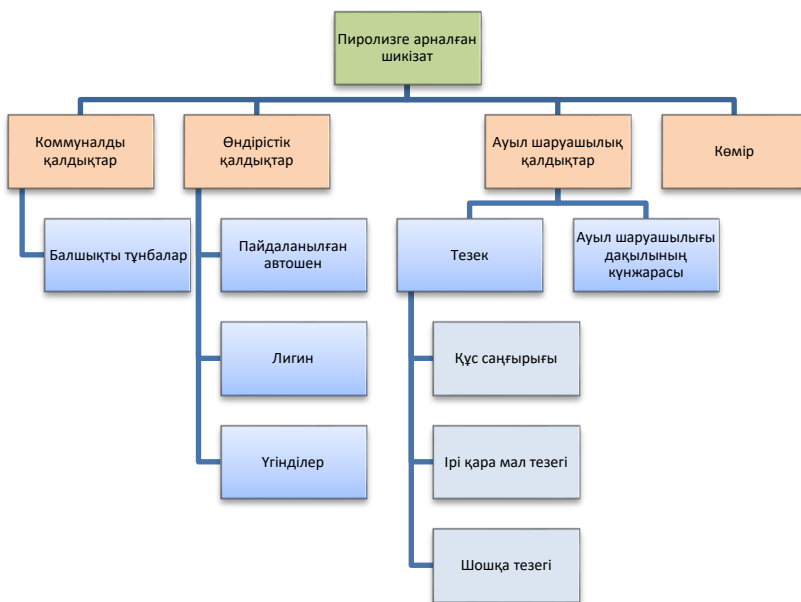 Пиролизге арналған
шикізат
Коммуналды
қалдықтар
Өндірістік
қалдықтар
Ауыл шаруашылық
қалдықтар
Көмір
Балшықты тұнбалар
Пайдаланылған
автошен
Лигин
Үгінділер
Тезек
Ауыл шаруашылығы
дақылының
күнжарасы
Құс саңғырығы
Ірі қара мал тезегі
Шошқа тезегі